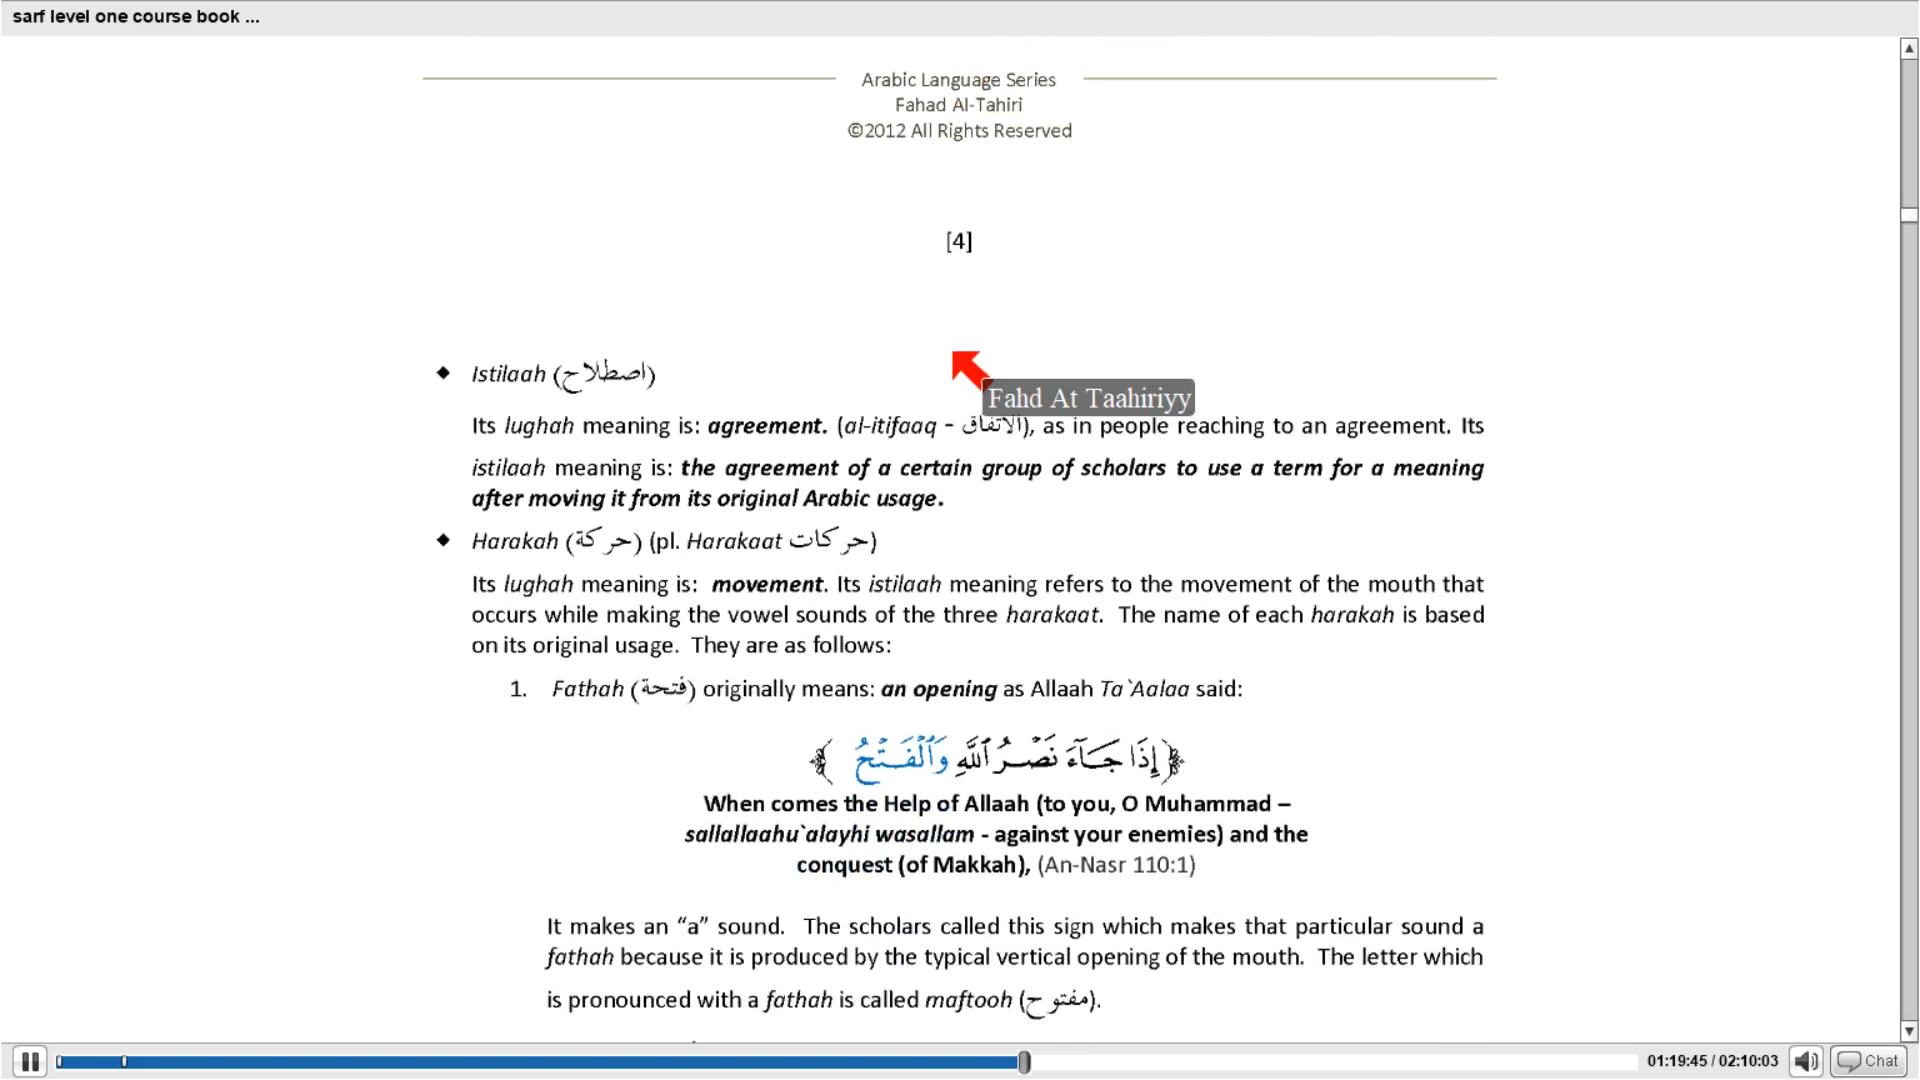 sarf level one course book ...
Arabic Language Series
Fahad Al-Tahiri
©2012 All Rights Reserved
[4]
Istilaah (اصطلاح)
Fahd At Taahiriyy
Its lughah meaning is: agreement. (al-itifaaq - الاتفاق), as in people reaching to an agreement. Its
istilaah meaning is: the agreement of a certain group of scholars to use a term for a meaning
after moving it from its original Arabic usage.
Harakah (حركة) (pl. Harakaat حركات)
Its lughah meaning is: movement. Its istilaah meaning refers to the movement of the mouth that
occurs while making the vowel sounds of the three harakaat. The name of each harakah is based
on its original usage. They are as follows:
1. Fathah (فتحة) originally means: an opening as Allaah Ta`Aalaa said:
﴿إِذَا جَآءَ نَصْرُ ٱللَّهِ وَٱلْفَتْحُ ﴾
When comes the Help of Allaah (to you, O Muhammad –
sallallaahu`alayhi wasallam - against your enemies) and the
conquest (of Makkah), (An-Nasr 110:1)
It makes an “a” sound. The scholars called this sign which makes that particular sound a
fathah because it is produced by the typical vertical opening of the mouth. The letter which
is pronounced with a fathah is called maftooh (مفتوح).
01:19:45 / 02:10:03
Chat